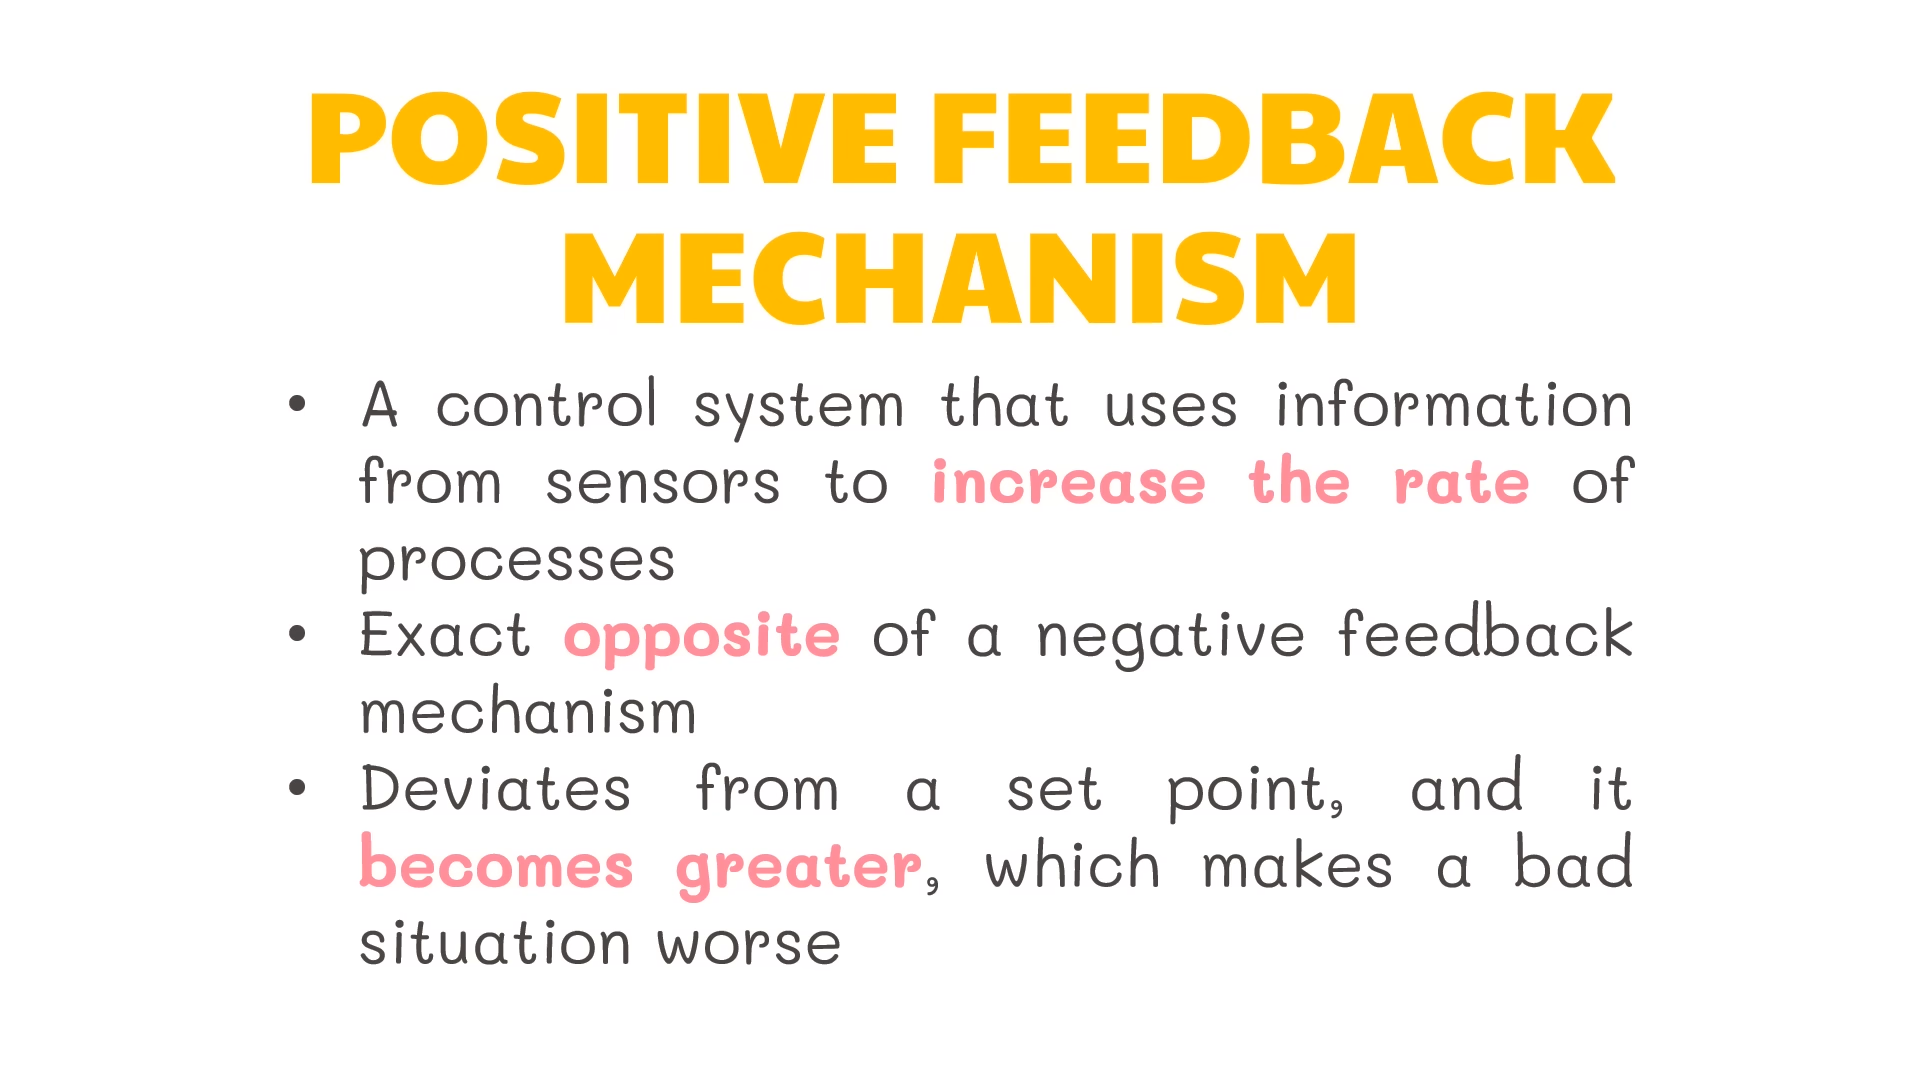 POSITIVE FEEDBACK
MECHANISM
• A control system that uses information
from sensors to increase the rate of
processes
• Exact opposite of a negative feedback
mechanism
• Deviates from a set point, and it
becomes greater, which makes a bad
situation worse